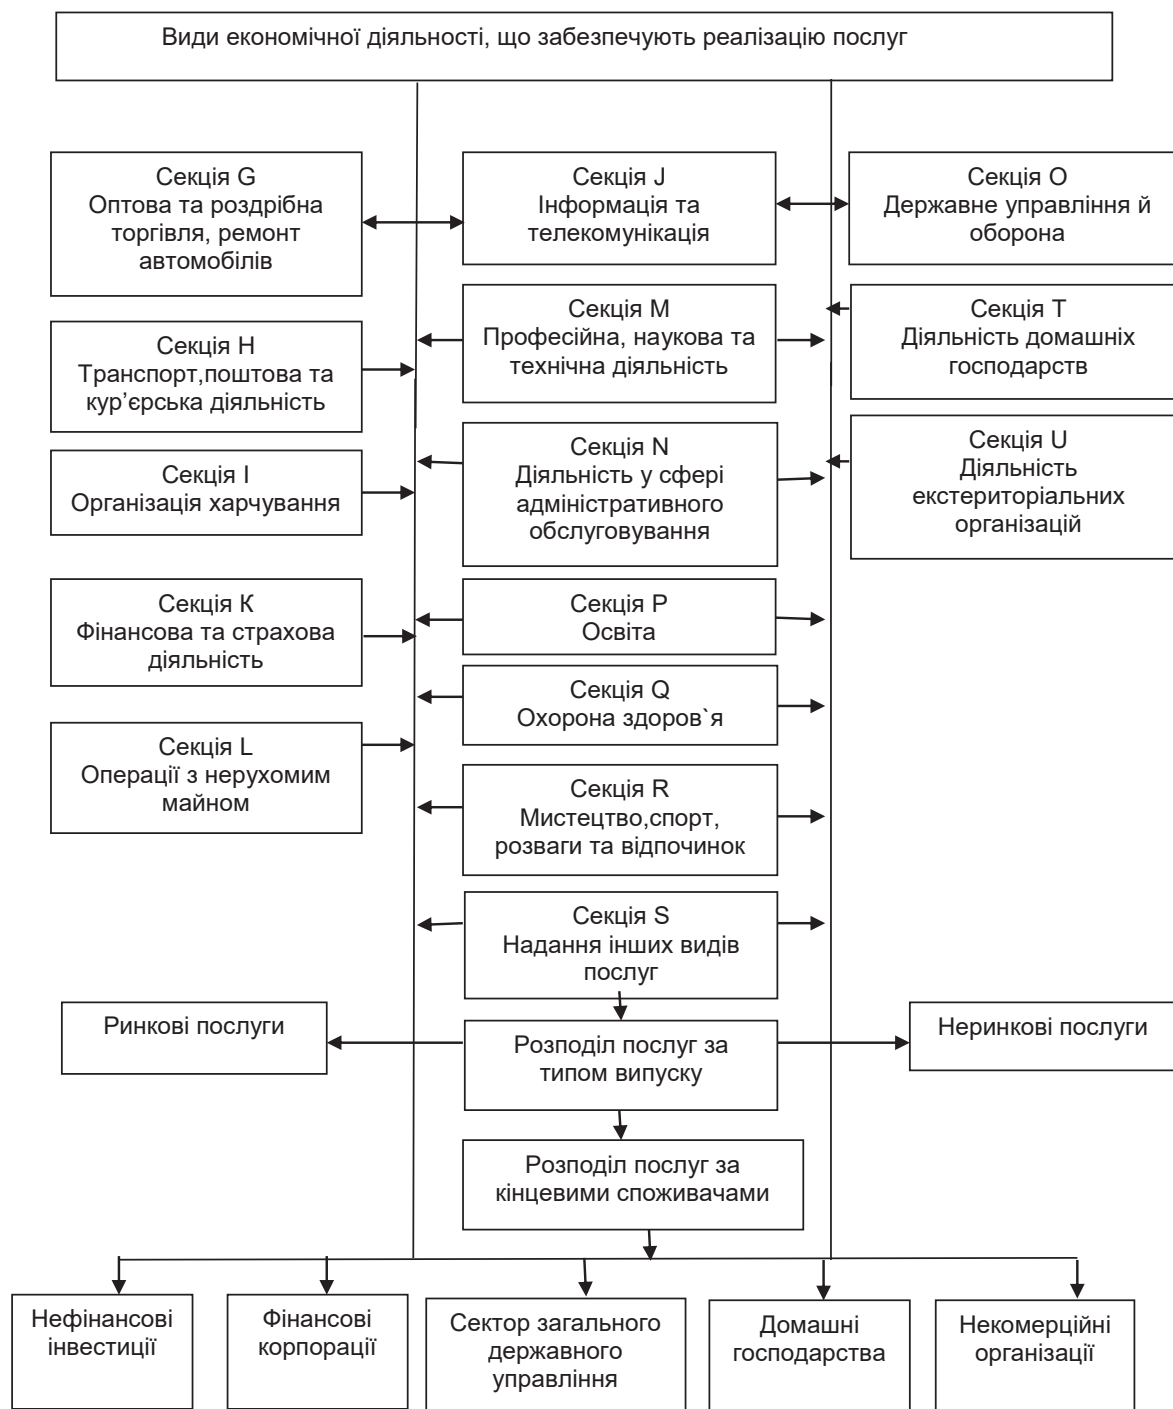 Види економічної діяльності, що забезпечують реалізацію послуг
Секція G
Оптова та роздрібна
торгівля, ремонт
автомобілів
Секція J
Інформація та
телекомунікація
Секція O
Державне управління й
оборона
Секція H
Транспорт,поштова та
кур’єрська діяльність
Секція M
Професійна, наукова та
технічна діяльність
Секція T
Діяльність домашніх
господарств
Секція I
Організація харчування
Секція N
Діяльність у сфері
адміністративного
обслуговування
Секція U
Діяльність
екстериторіальних
організацій
Секція К
Фінансова та страхова
діяльність
Секція P
Освіта
Секція L
Операції з нерухомим
майном
Секція Q
Охорона здоров`я
Секція R
Мистецтво,спорт,
розваги та відпочинок
Секція S
Надання інших видів
послуг
Ринкові послуги
Розподіл послуг за
типом випуску
Неринкові послуги
Розподіл послуг за
кінцевими споживачами
Нефінансові
інвестиції
Фінансові
корпорації
Сектор загального
державного
управління
Домашні
господарства
Некомерційні
організації